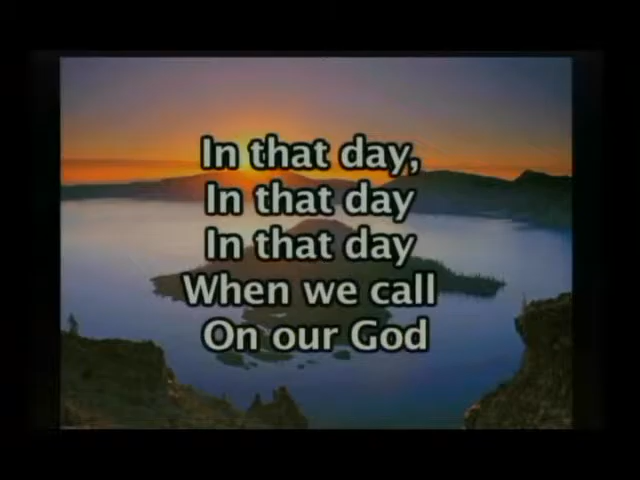 In that day,
In that day
In that day
When we call
On our God